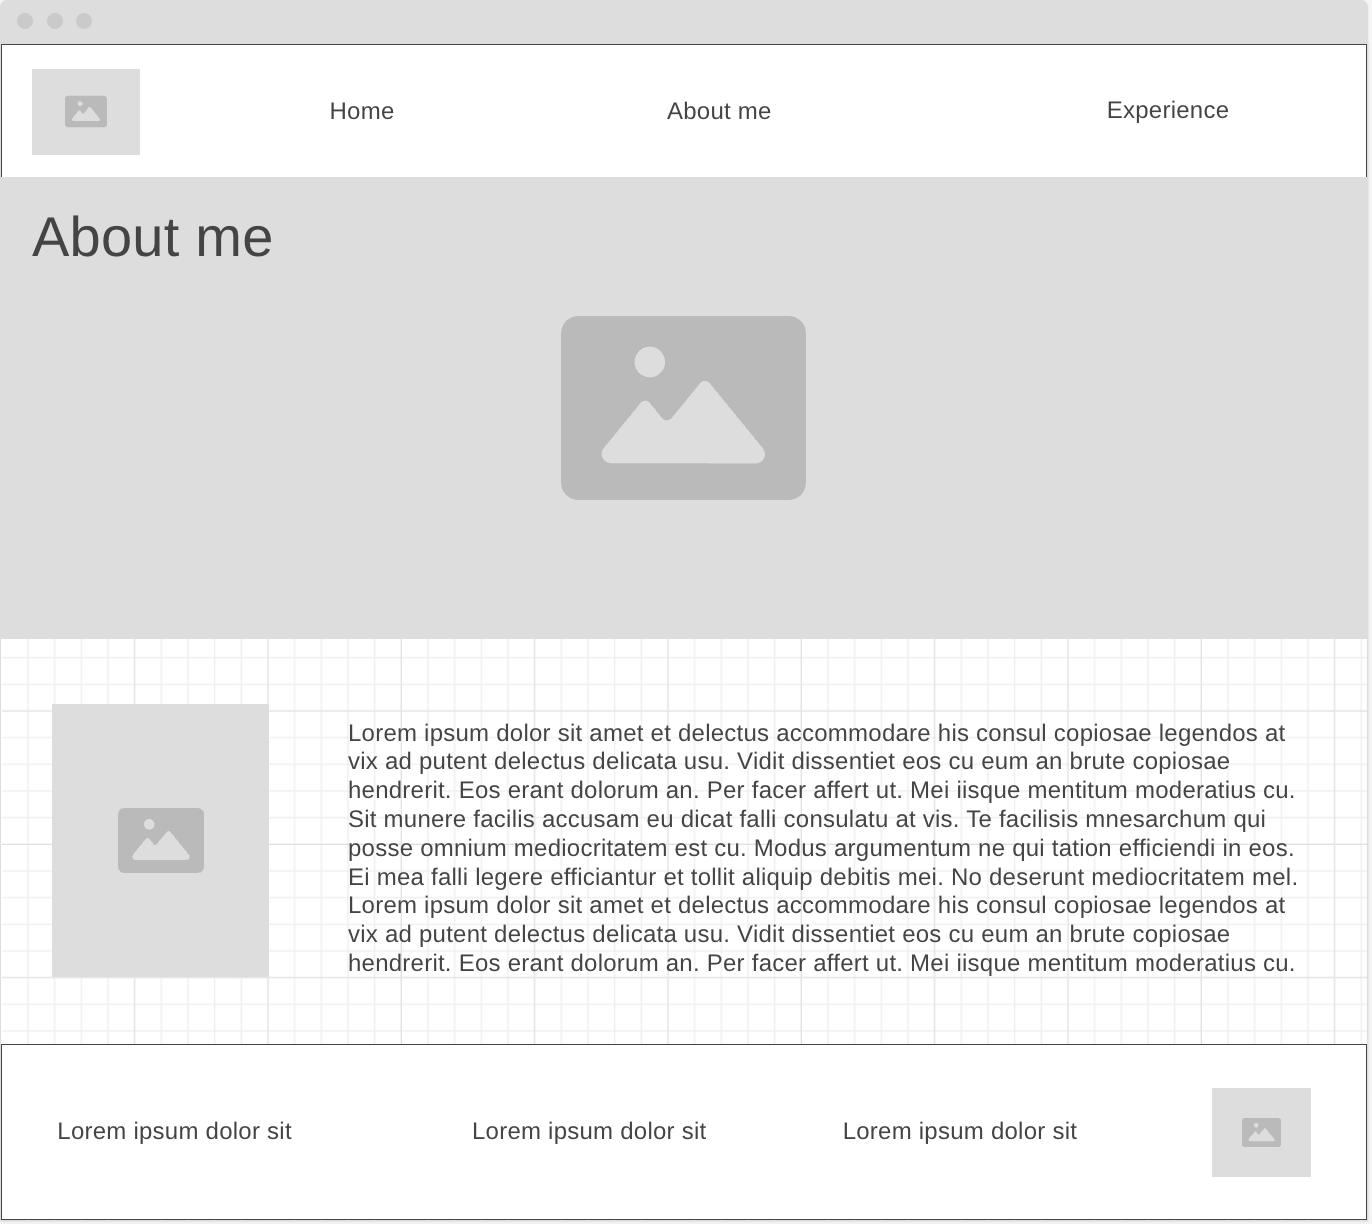 Home
About me
Experience
About me
Lorem ipsum dolor sit amet et delectus accommodare his consul copiosae legendos at
vix ad putent delectus delicata usu. Vidit dissentiet eos cu eum an brute copiosae
hendrerit. Eos erant dolorum an. Per facer affert ut. Mei iisque mentitum moderatius cu.
Sit munere facilis accusam eu dicat falli consulatu at vis. Te facilisis mnesarchum qui
posse omnium mediocritatem est cu. Modus argumentum ne qui tation efficiendi in eos.
Ei mea falli legere efficiantur et tollit aliquip debitis mei. No deserunt mediocritatem mel.
Lorem ipsum dolor sit amet et delectus accommodare his consul copiosae legendos at
vix ad putent delectus delicata usu. Vidit dissentiet eos cu eum an brute copiosae
hendrerit. Eos erant dolorum an. Per facer affert ut. Mei iisque mentitum moderatius cu.
Lorem ipsum dolor sit
Lorem ipsum dolor sit
Lorem ipsum dolor sit